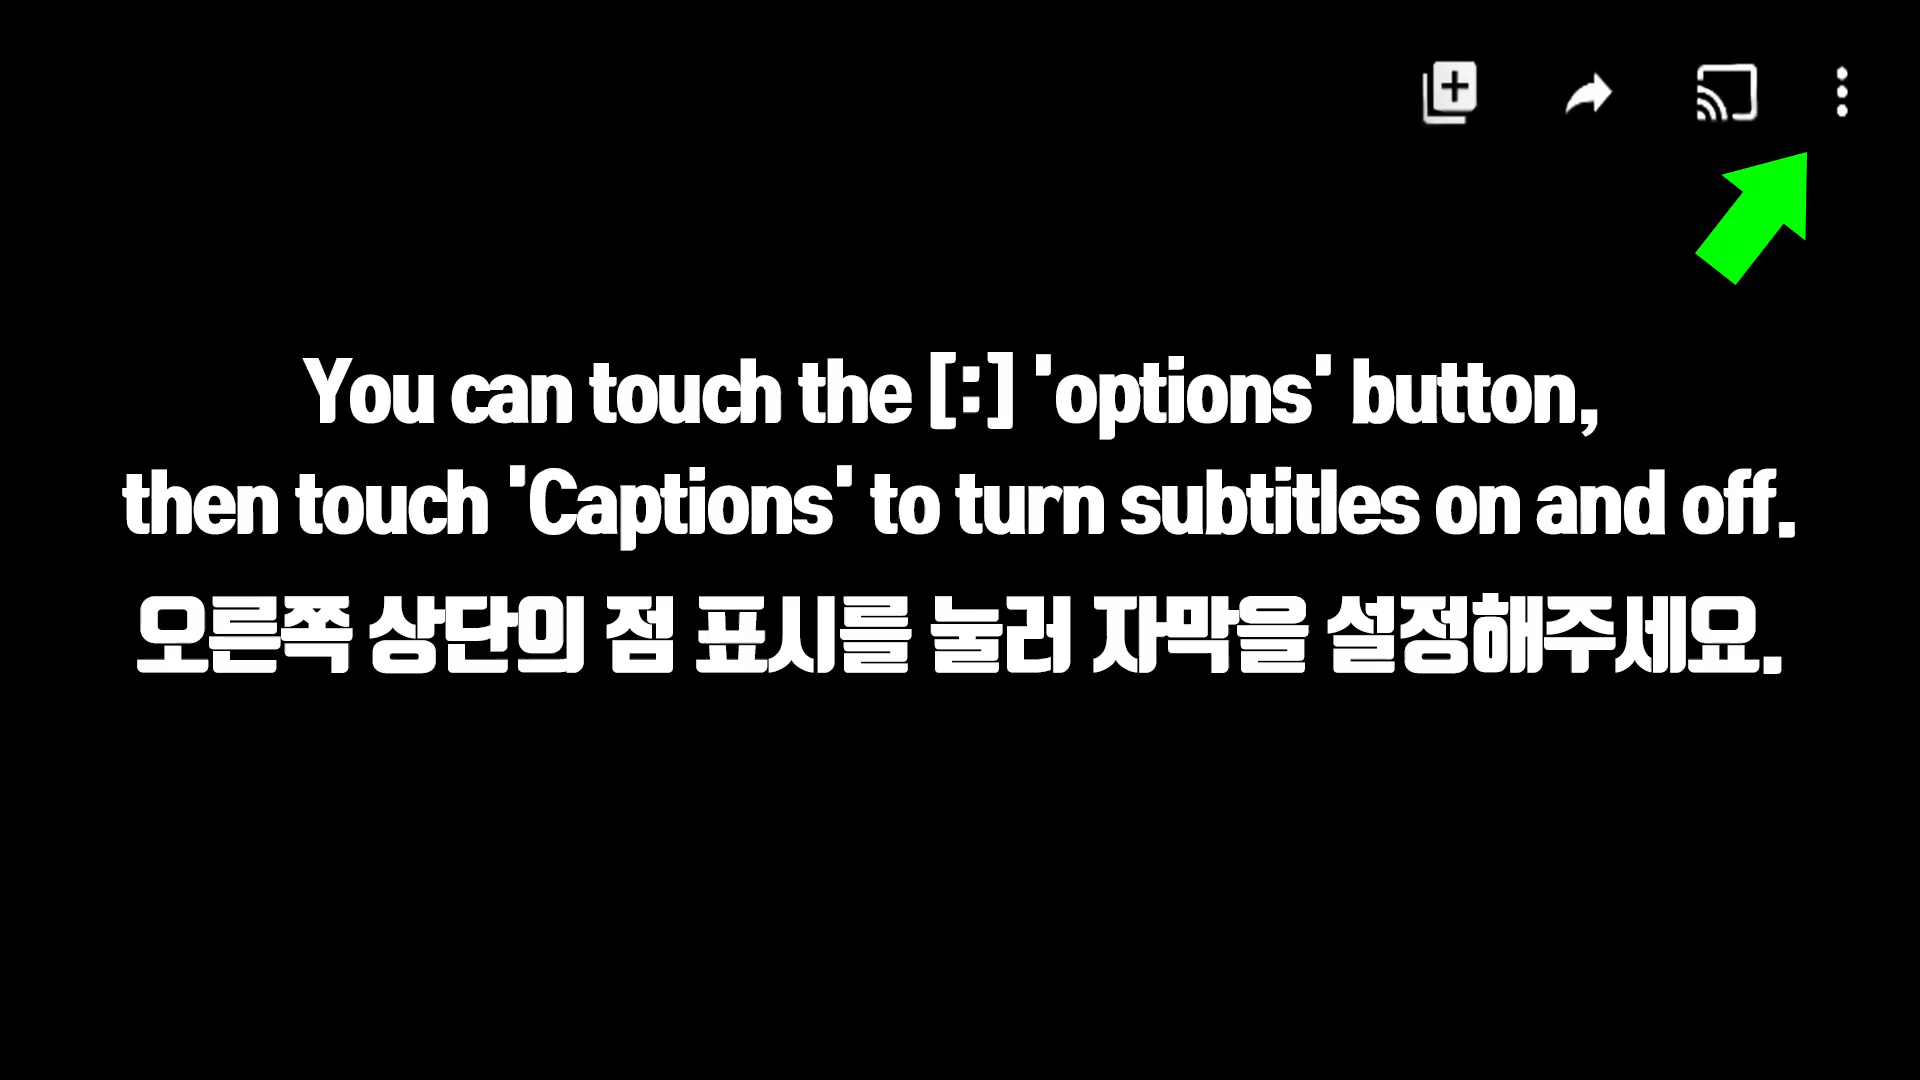 You can touch the [:] 'options' button,
then touch 'Captions' to turn subtitles on and off.
오른쪽 상단의 점 표시를 눌러 자막을 설정해주세요.